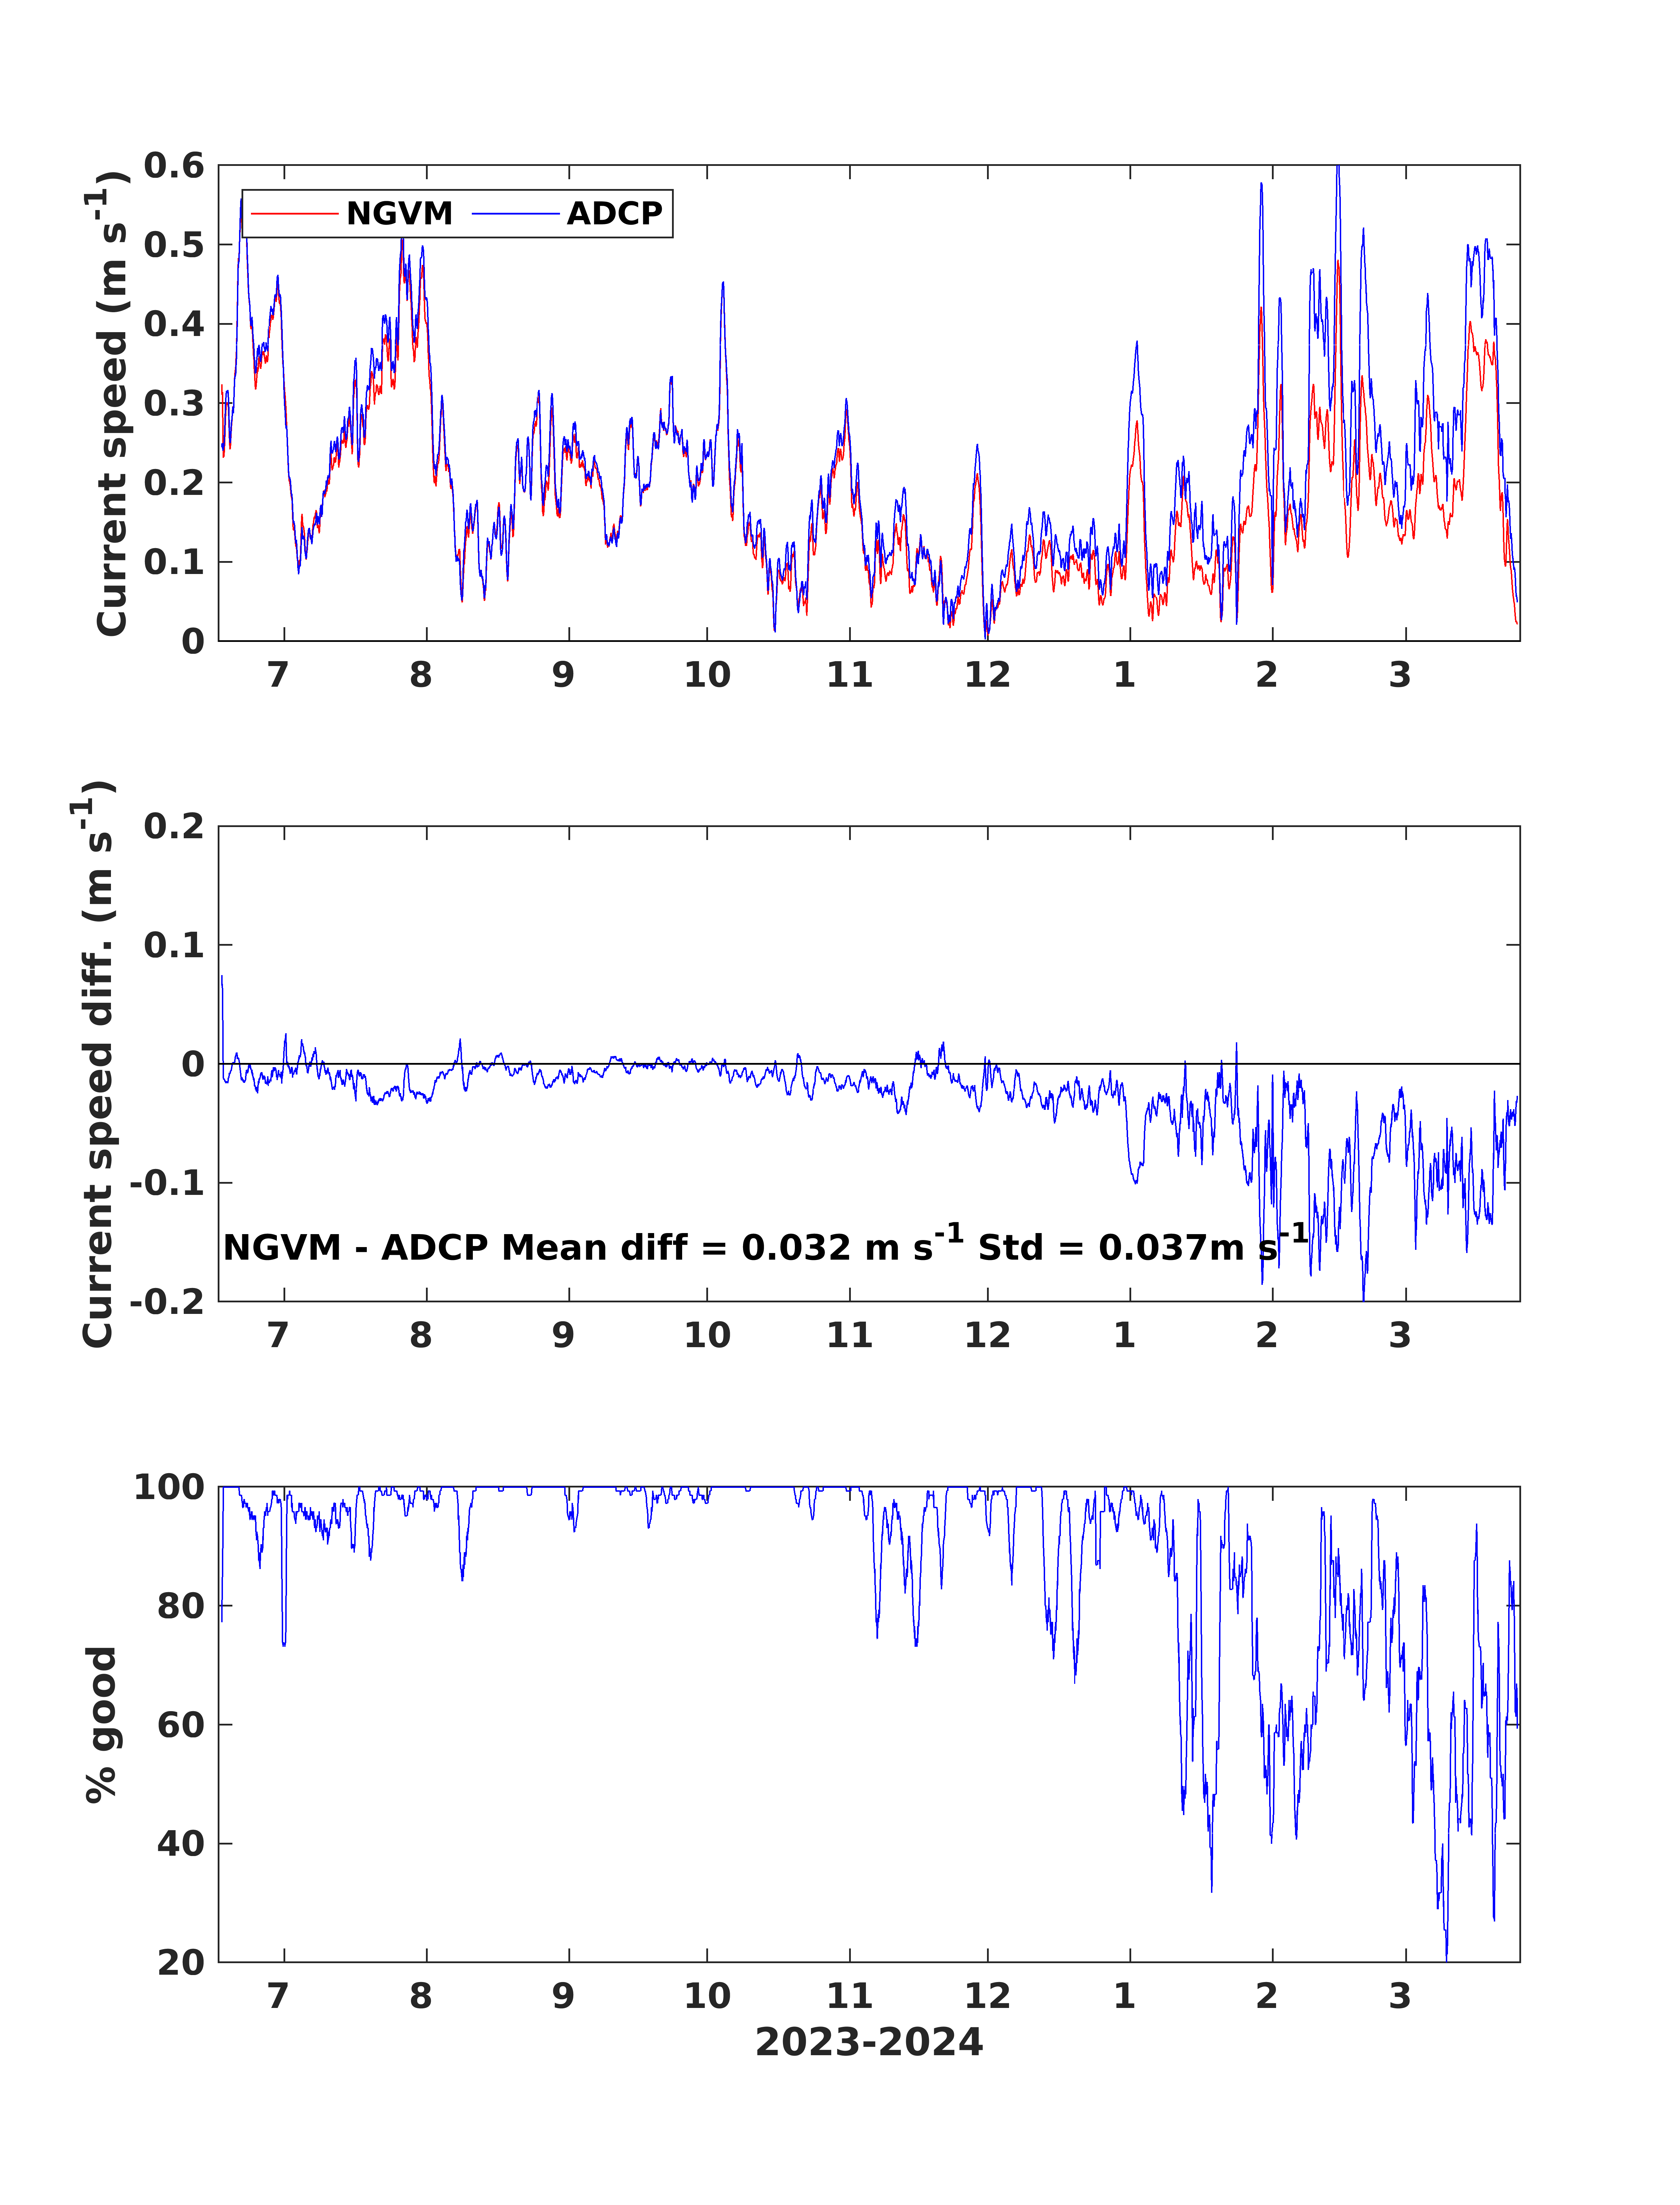 Current speed (m s-1)
0.6
0.5
0.4
0.3
0.2
0.1
0
NGVM ADCP
7 8 9 10 11 12 1 2 3
Current speed diff. (m s-1)
0.2
0.1
0
-0.1
-0.2
NGVM - ADCP Mean diff = 0.032 m s-1 Std = 0.037m s-1
7 8 9 10 11 12 1 2 3
% good
100
80
60
40
20
7 8 9 10 11 12 1 2 3
2023-2024